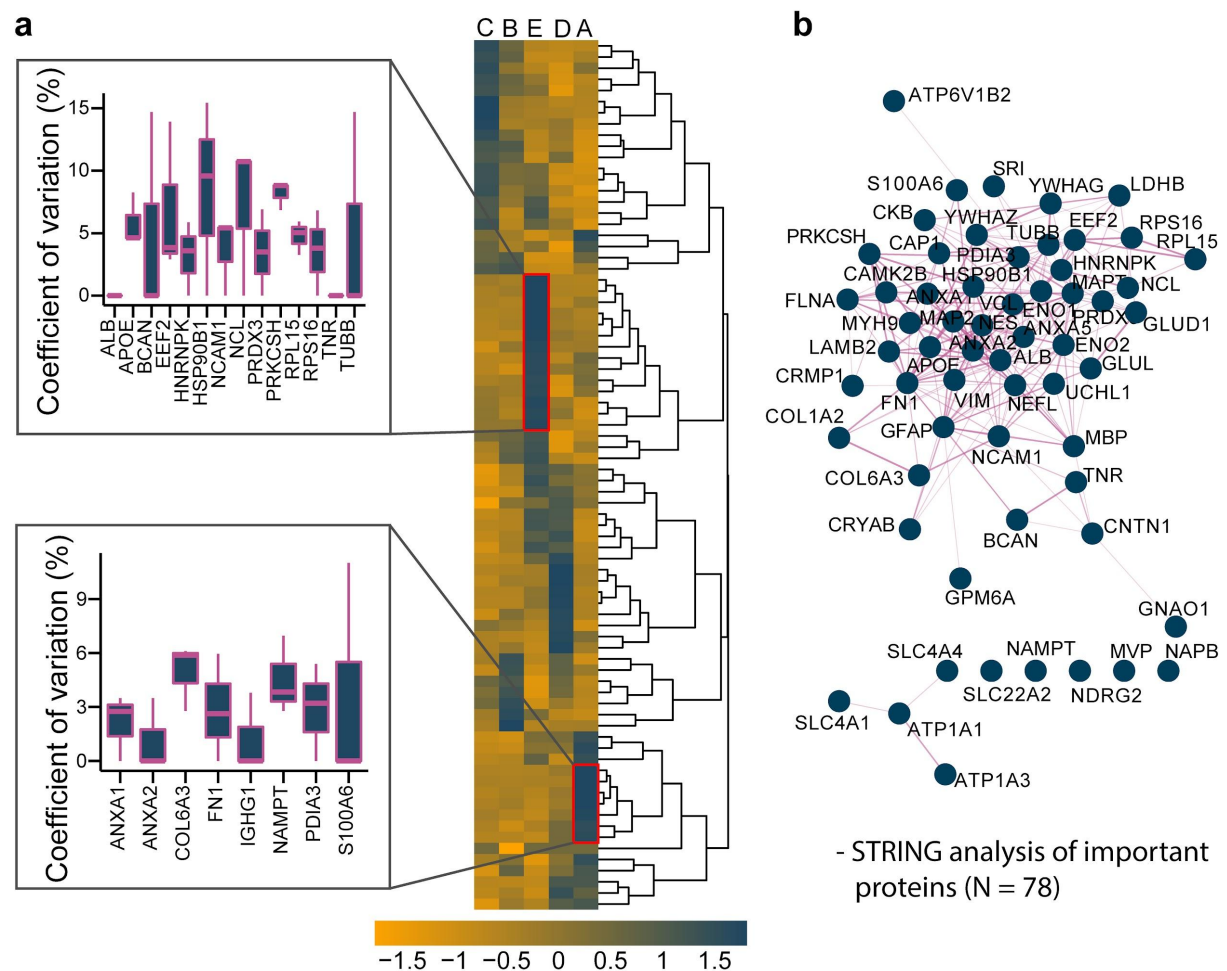 a
b
C B E D A
Coefficient of variation (%)
15
10
5
0
ALB
APOE
BCAN
EEF2
HNRNPK
HSP90B1
NCAM1
NCL
PRDX3
PRKCSH
RPL15
RPS16
TNR
TUBB
Coefficient of variation (%)
9
6
3
0
ANXA1
ANXA2
COL6A3
FN1
IGHG1
NAMPT
PDIA3
S100A6
−1.5 −1 −0.5 0 0.5 1 1.5
ATP6V1B2
SRI
S100A6
YWHAG
LDHB
CKB
YWHAZ
TUBB
EEF2
RPS16
PRKCSH
CAP1
PDIA3
RPL15
HNRNPK
CAMK2B
HSP90B1
MAPT
NCL
FLNA
ANXA1
VCL
ENO1
PRDX
GLUD1
MYH9
MAP2
NES
ANXA5
LAMB2
ANXA2
ALB
ENO2
APOE
GLUL
CRMP1
FN1
VIM
NEFL
UCHL1
COL1A2
GFAP
NCAM1
MBP
COL6A3
TNR
CRYAB
BCAN
CNTN1
GPM6A
GNAO1
SLC4A4
NAMPT
MVP
NAPB
SLC22A2
NDRG2
SLC4A1
ATP1A1
ATP1A3
- STRING analysis of important
proteins (N = 78)